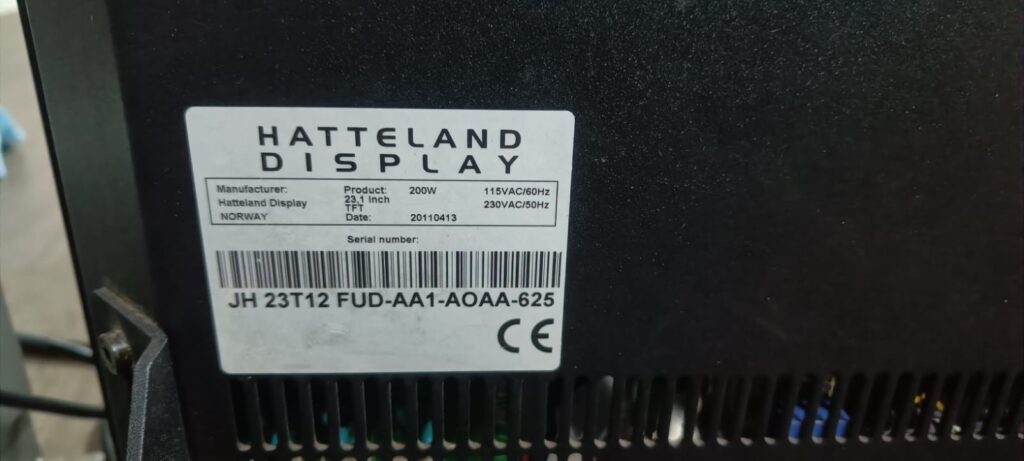 HATTELAND
DISPLAY
Manufacturer: Product: 200W 115VAC/60Hz
Hatteland Display 23,1 Inch 230VAC/50Hz
TFT
NORWAY Date: 20110413
Serial number:
JH 23T12 FUD-AA1-AOAA-625
CE